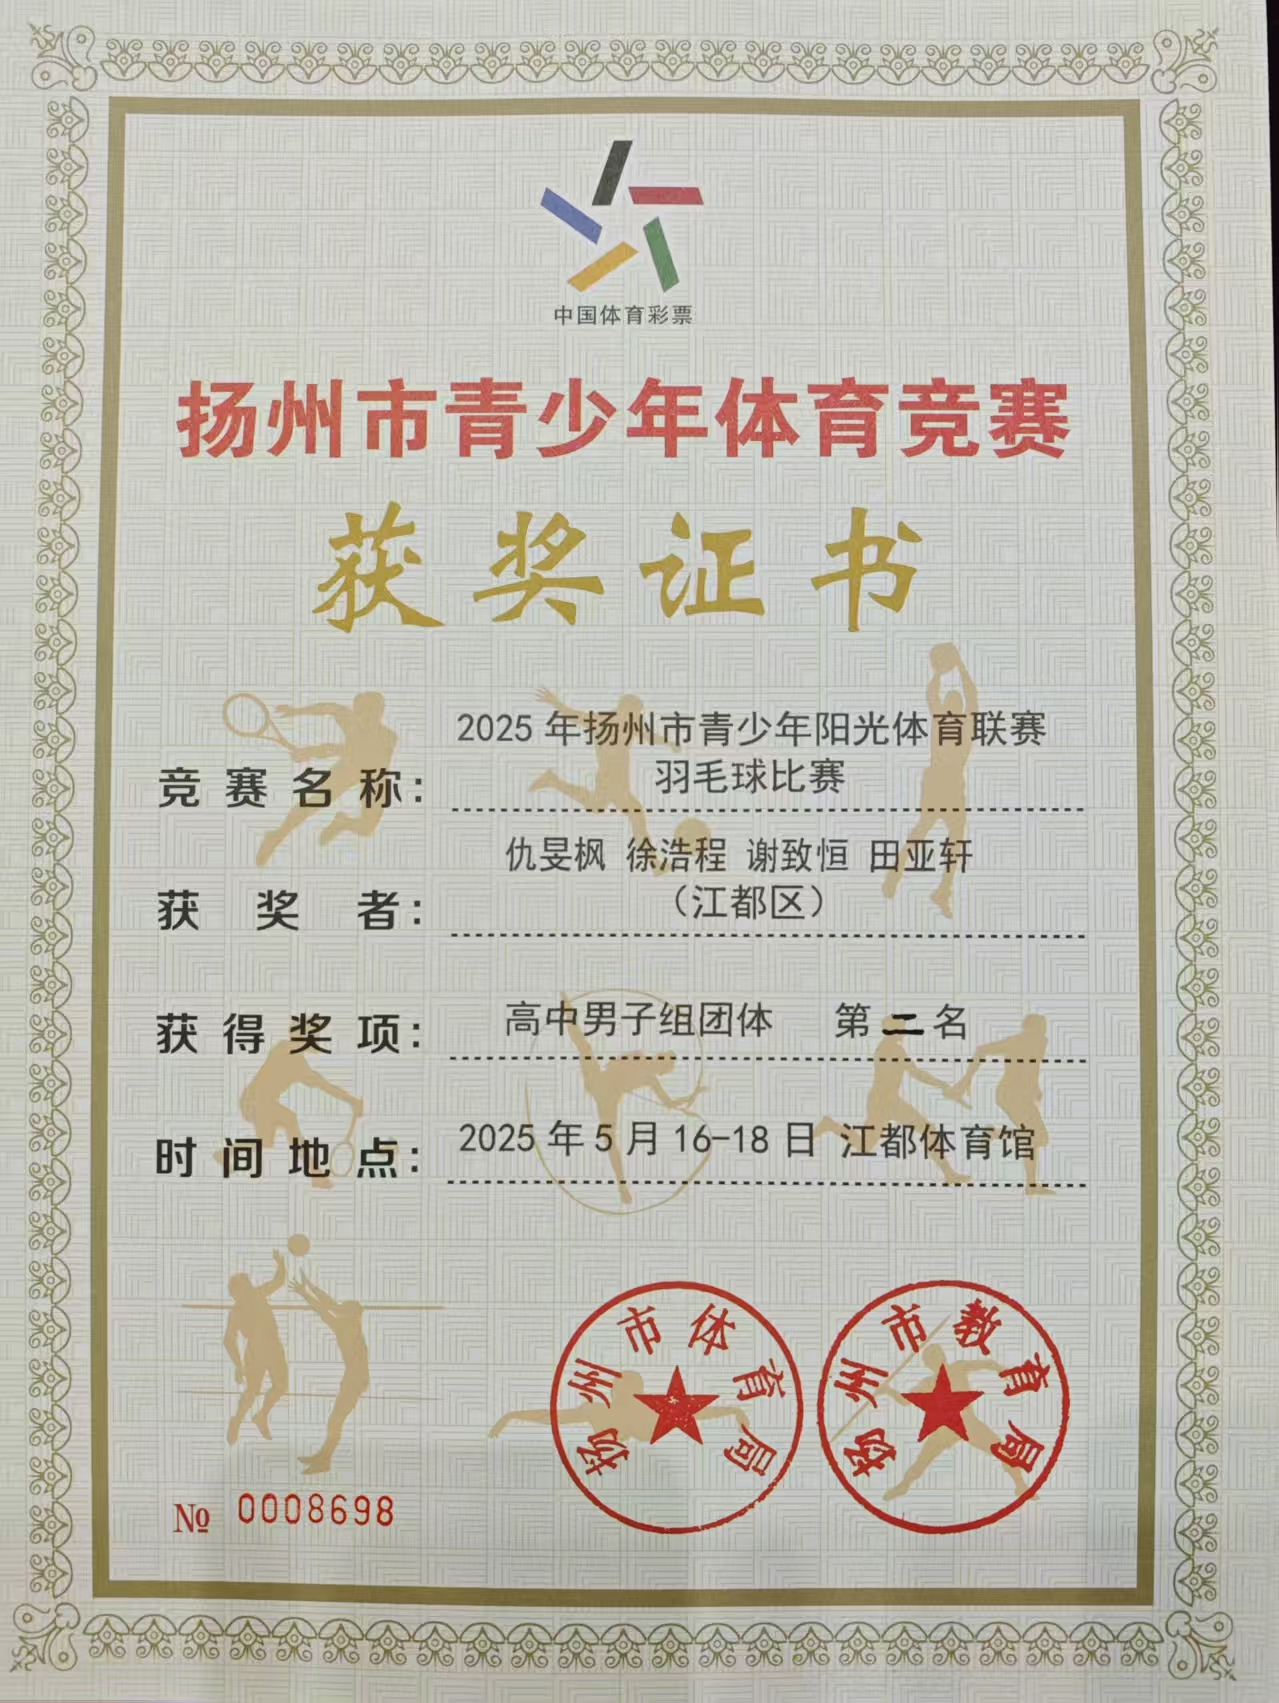 中国体育彩票
扬州市青少年体育竞赛
获奖证书
2025年扬州市青少年阳光体育联赛
竞赛名称：羽毛球比赛
仇旻枫 徐浩程 谢致恒 田亚轩
获奖者：（江都区）
获得奖项：高中男子组团体 第二名
时间地点：2025年5月16-18日 江都体育馆
扬州市体育局
扬州市教育局
№ 0008698